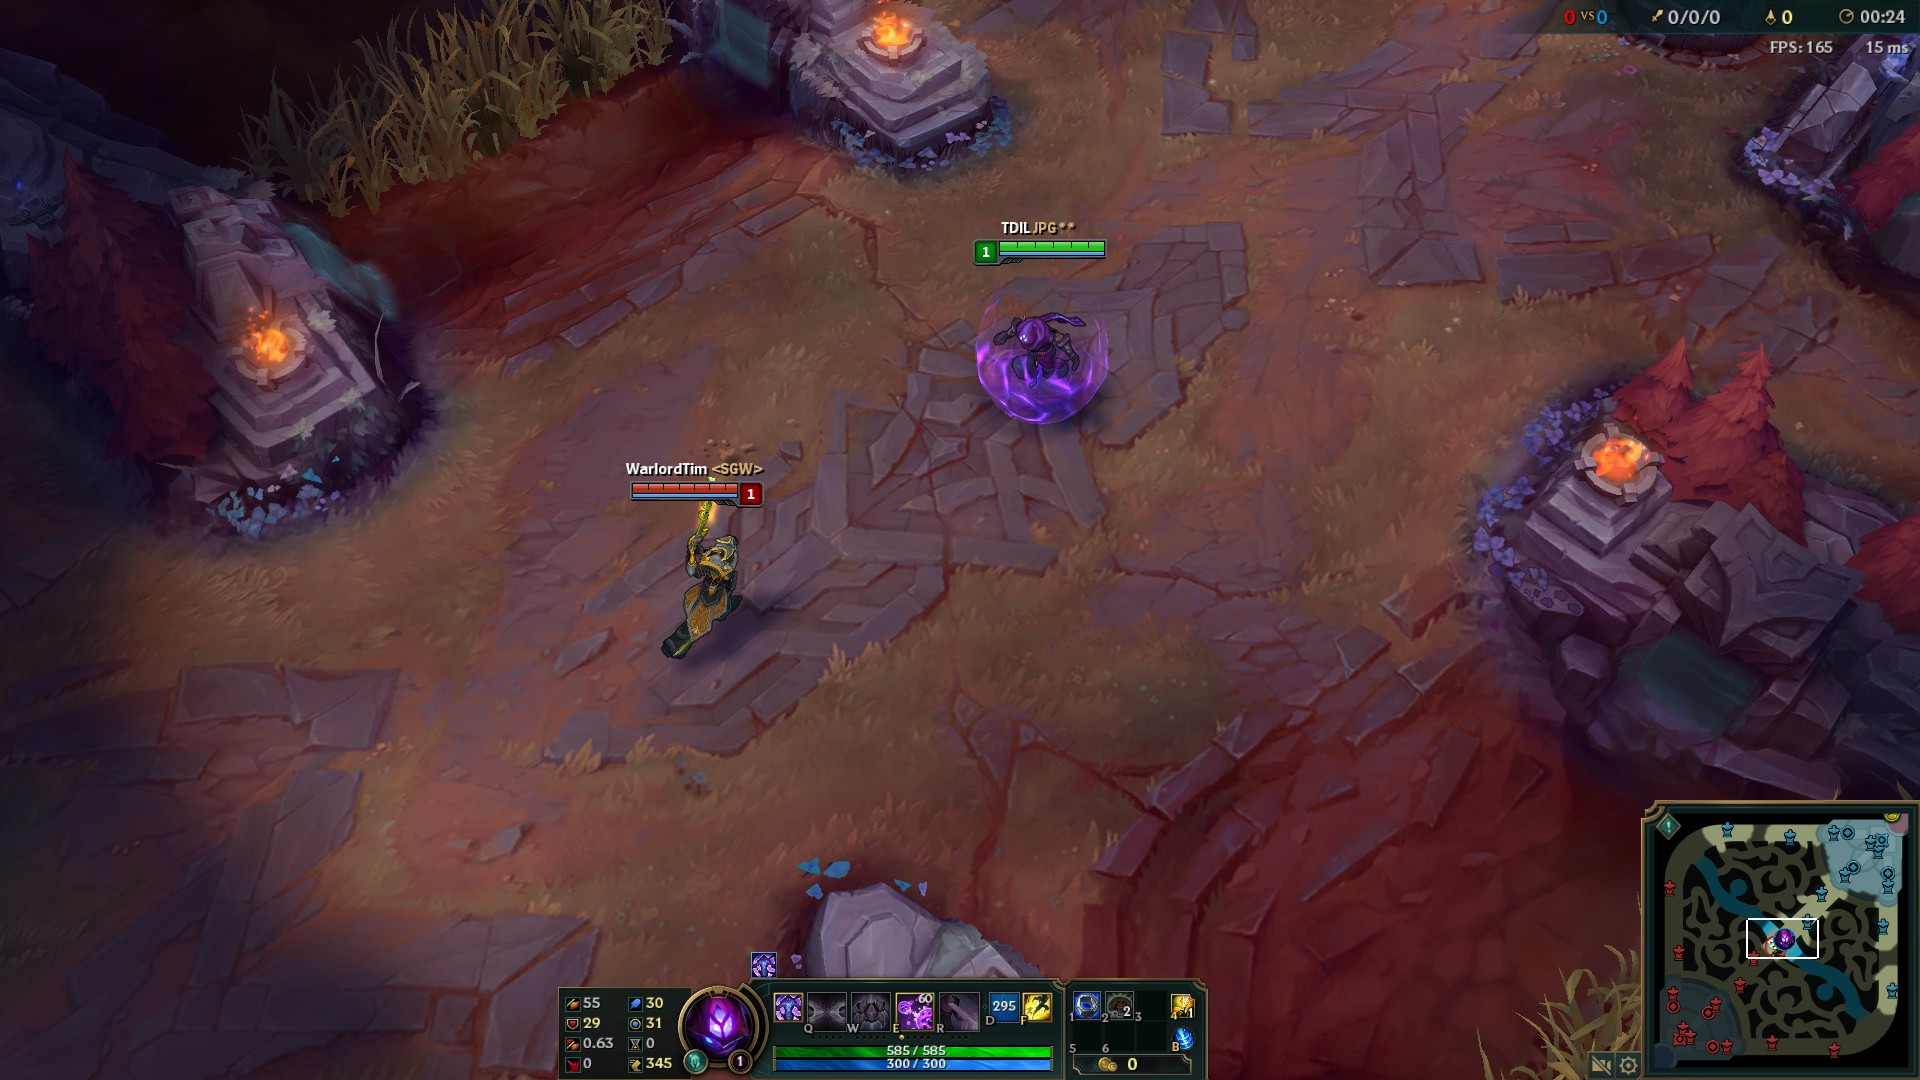 0 VS 0 0/0/0 0 00:24
FPS: 165 15 ms
TDIL JPG**
1
WarlordTim <SGW>
1
55 30
29 31
0.63 0
0 345
1
Q W E 60 R D 295 F
585 / 585
300 / 300
1 2 2 3 4 1
5 6 B
0